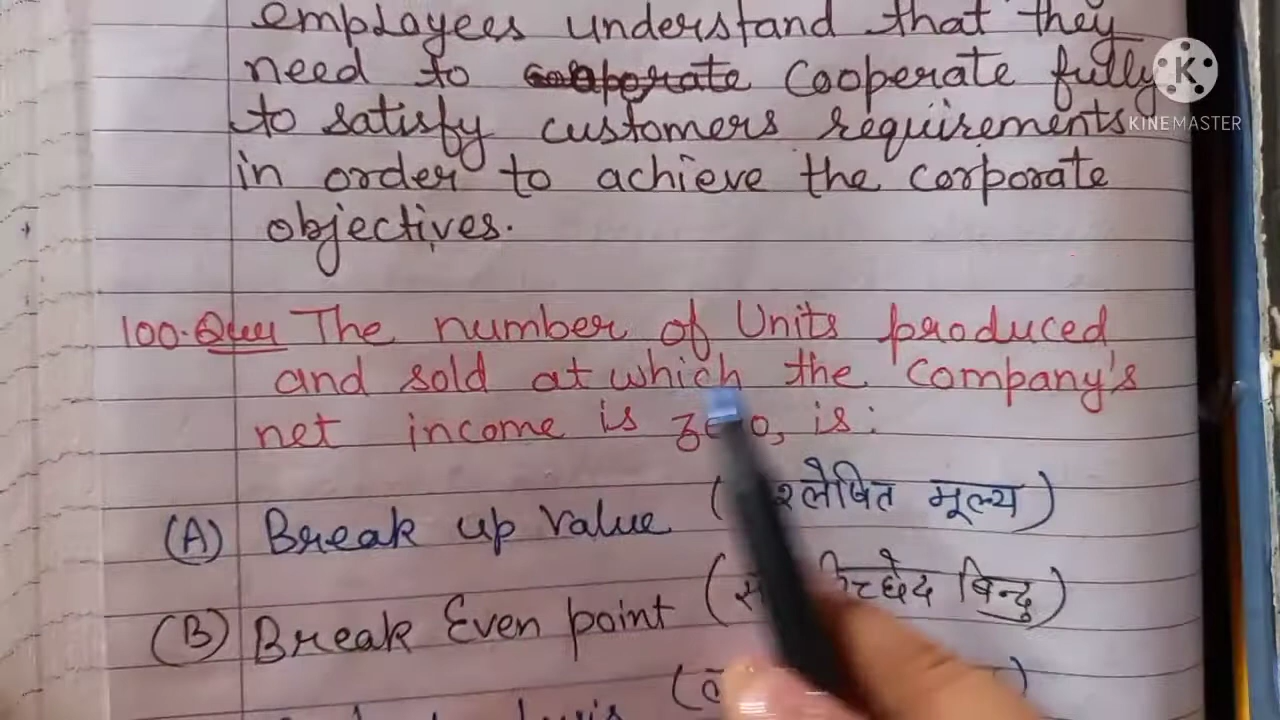 employees understand that they
need to cooperate fully
to satisfy customers requirements
in order to achieve the corporate
objectives.
100. Que The number of Units produced
and sold at which the company's
net income is zero, is:
(A) Break up Value ( मूल्य )
(B) Break Even point ( बिन्दु )
K
KINEMASTER